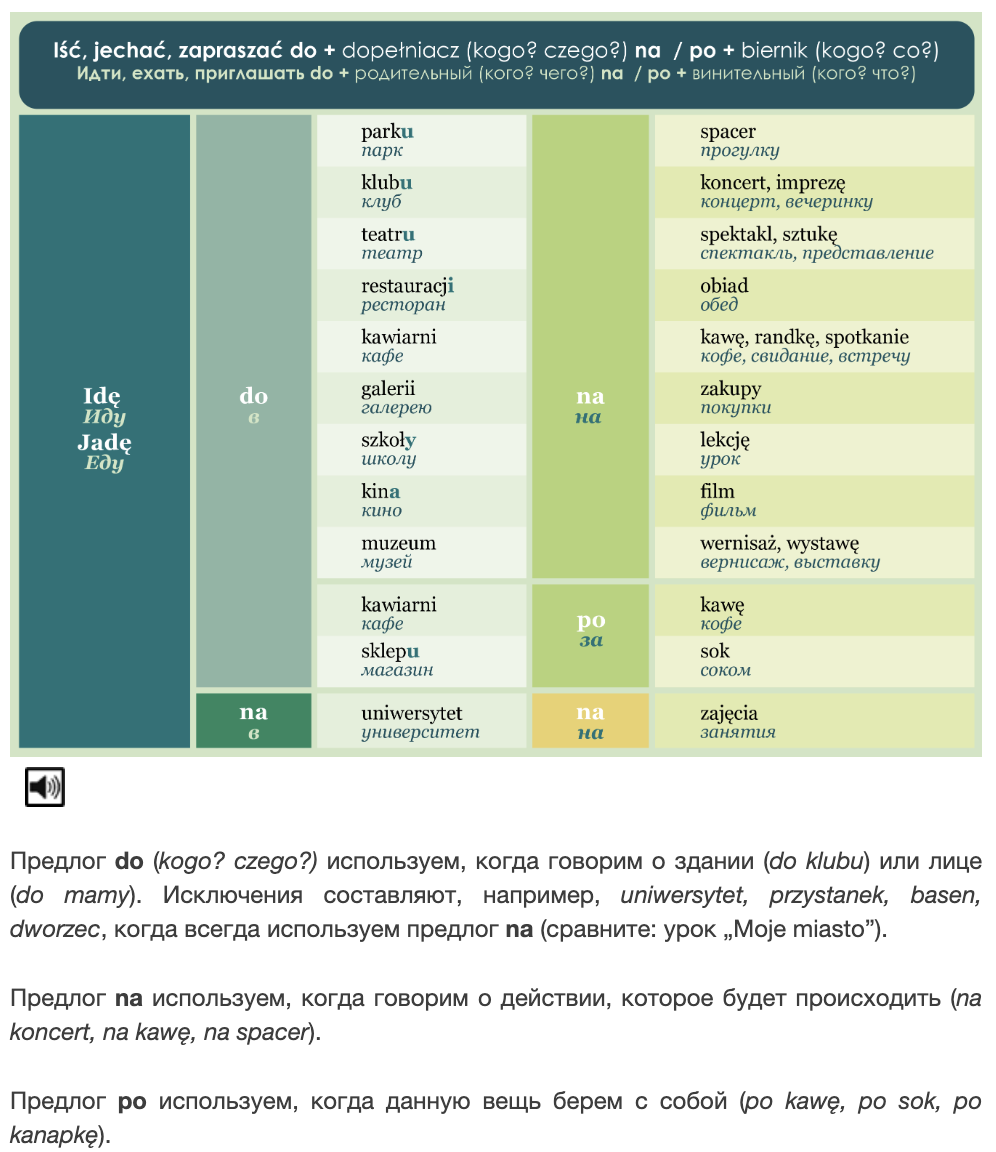 Iść, jechać, zapraszać do + dopełniacz (kogo? czego?) na / po + biernik (kogo? co?)
Идти, ехать, приглашать do + родительный (кого? чего?) na / po + винительный (кого? что?)
Idę
Иду
Jadę
Еду
do
в
parku
парк
klubu
клуб
teatru
театр
restauracji
ресторан
kawiarni
кафе
galerii
галерею
szkoły
школу
kina
кино
muzeum
музей
kawiarni
кафе
sklepu
магазин
na
на
spacer
прогулку
koncert, imprezę
концерт, вечеринку
spektakl, sztukę
спектакль, представление
obiad
обед
kawę, randkę, spotkanie
кофе, свидание, встречу
zakupy
покупки
lekcję
урок
film
фильм
wernisaż, wystawę
вернисаж, выставку
po
за
kawę
кофе
sok
соком
na
в
uniwersytet
университет
na
на
zajęcia
занятия
Предлог do (kogo? czego?) используем, когда говорим о здании (do klubu) или лице
(do mamy). Исключения составляют, например, uniwersytet, przystanek, basen,
dworzec, когда всегда используем предлог na (сравните: урок „Moje miasto”).
Предлог na используем, когда говорим о действии, которое будет происходить (na
koncert, na kawę, na spacer).
Предлог po используем, когда данную вещь берем с собой (po kawę, po sok, po
kanapkę).